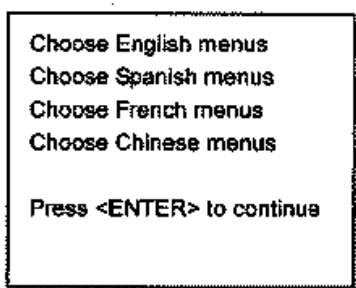 Choose English menus
Choose Spanish menus
Choose French menus
Choose Chinese menus
Press <ENTER> to continue